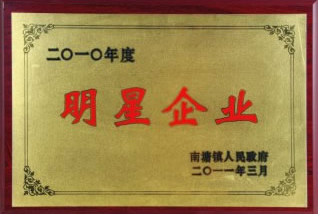 二〇一〇年度
明星企业
南塘镇人民政府
二〇一一年三月